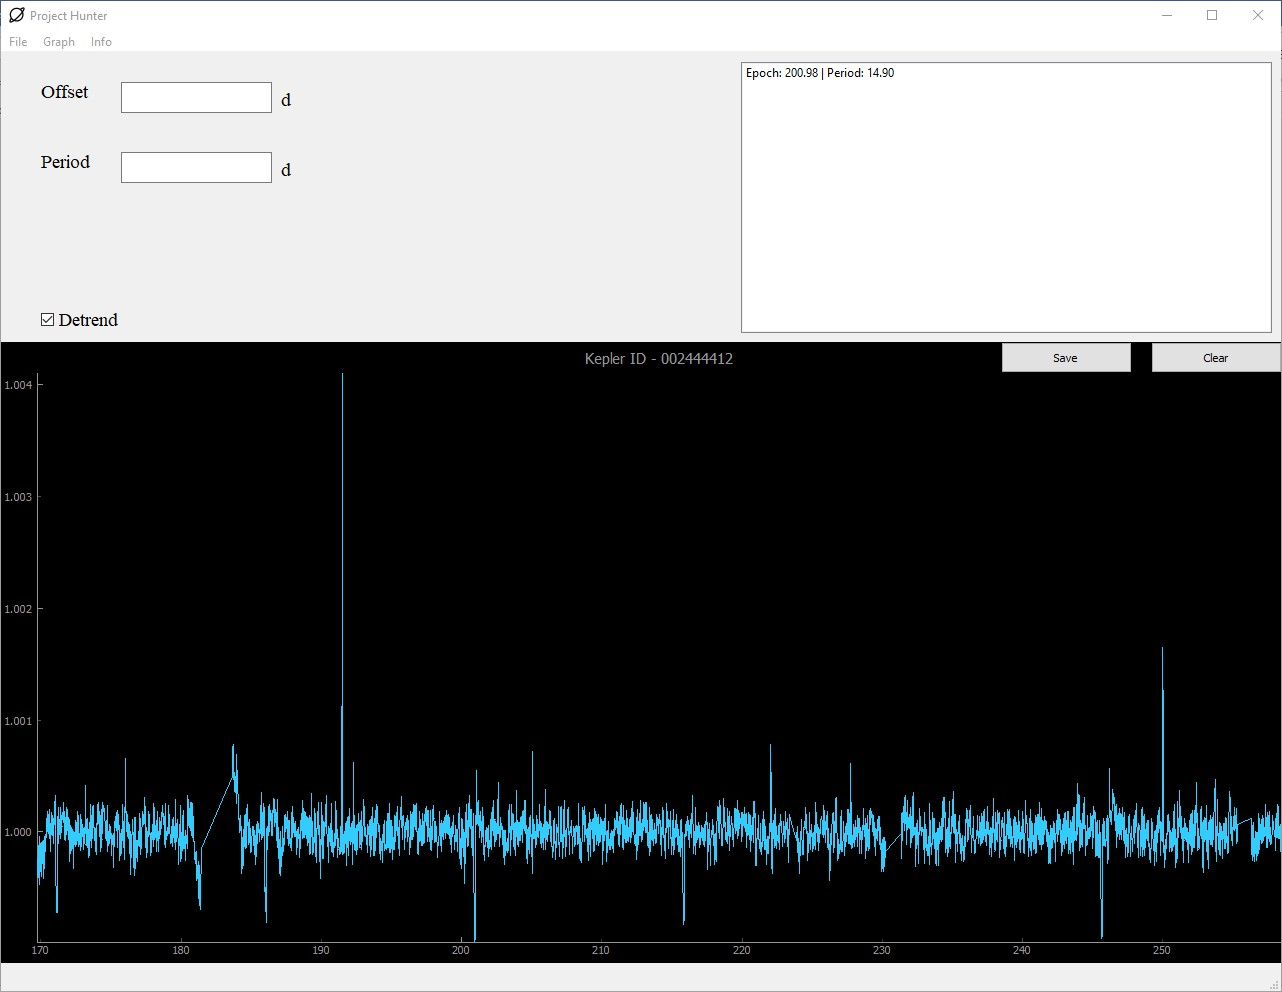 Project Hunter
File Graph Info
Offset d
Period d
Detrend
Epoch: 200.98 | Period: 14.90
Kepler ID - 002444412
Save
Clear
1.004
1.003
1.002
1.001
1.000
170 180 190 200 210 220 230 240 250